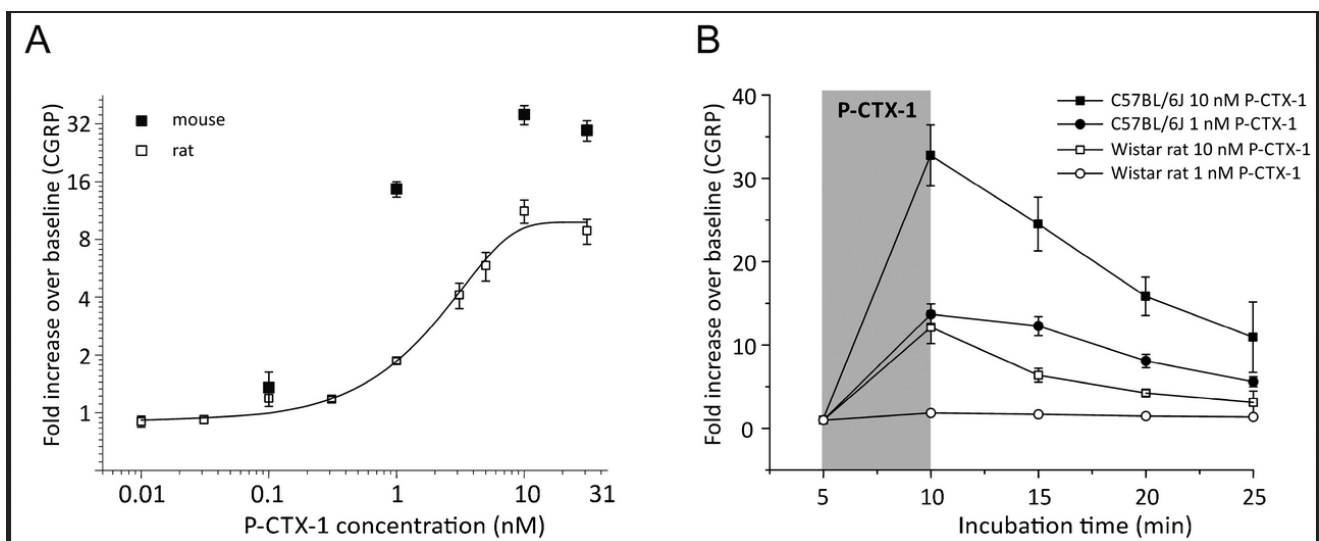 A
Fold increase over baseline (CGRP)
32
16
8
4
2
1
mouse
rat
0.01
0.1
1
10
31
P-CTX-1 concentration (nM)
B
Fold increase over baseline (CGRP)
40
30
20
10
0
P-CTX-1
C57BL/6J 10 nM P-CTX-1
C57BL/6J 1 nM P-CTX-1
Wistar rat 10 nM P-CTX-1
Wistar rat 1 nM P-CTX-1
5
10
15
20
25
Incubation time (min)